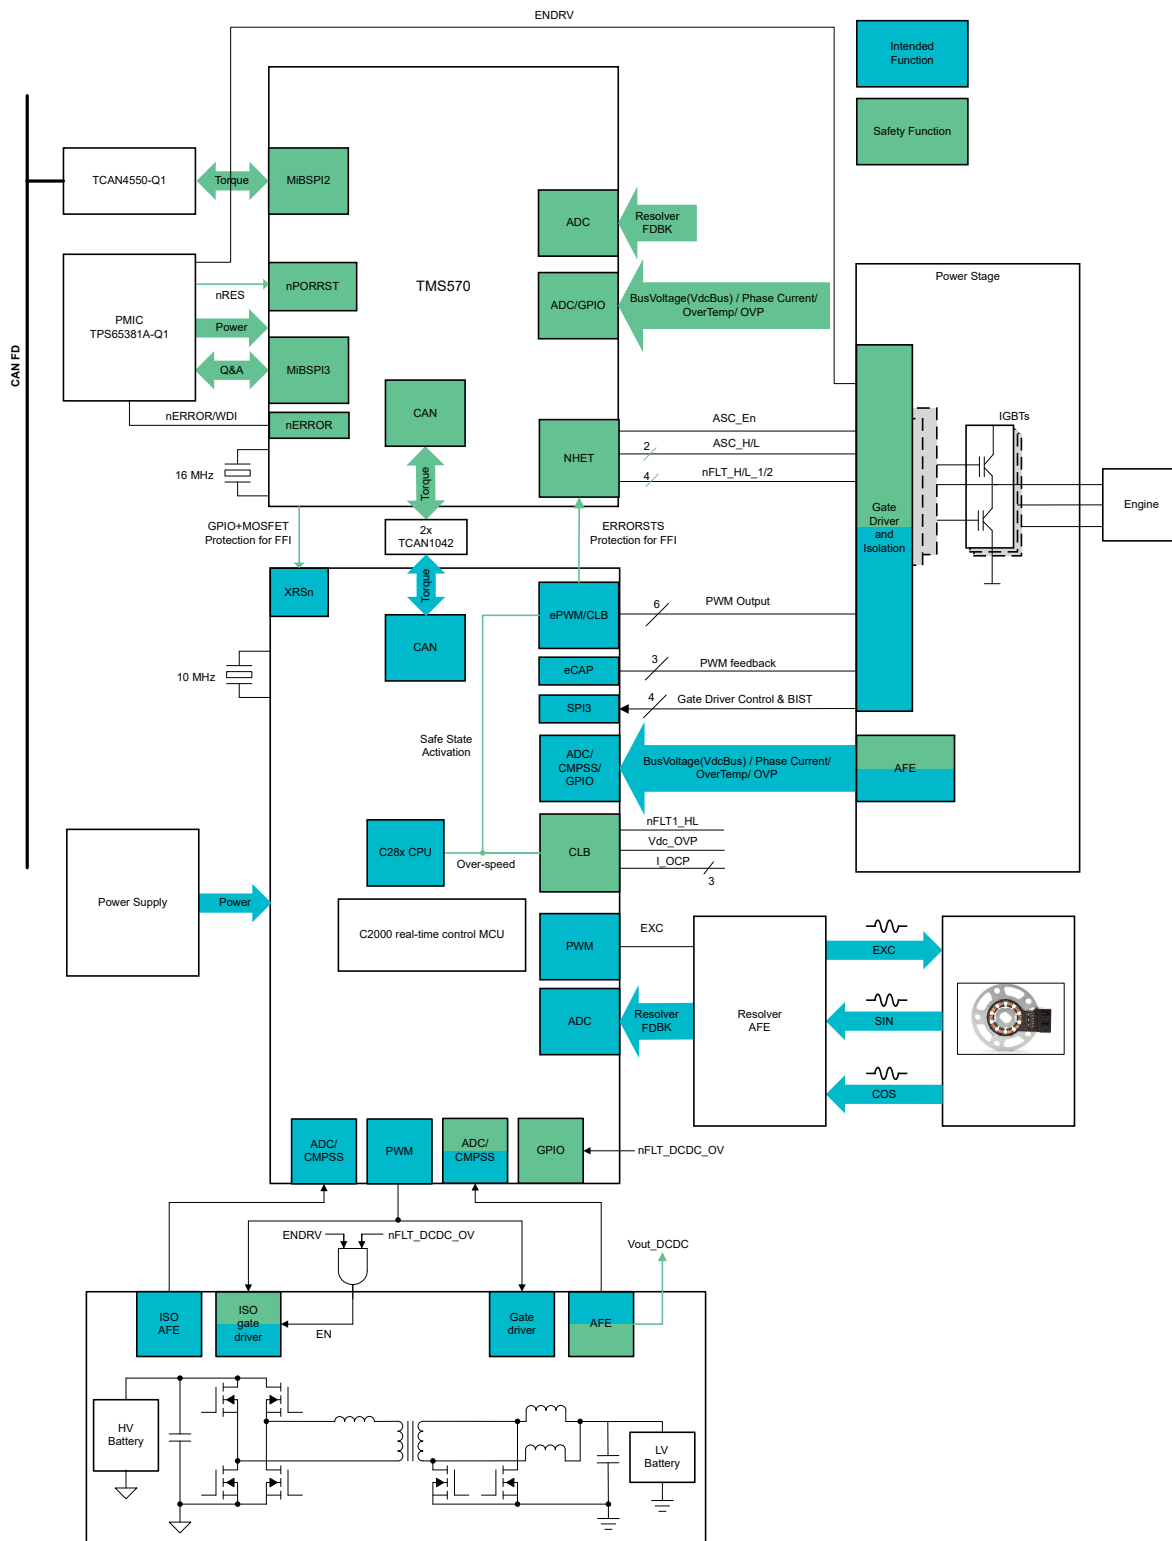 ENDRV
Intended
Function
Safety Function
CAN FD
TCAN4550-Q1
Torque
MiBSPI2
ADC
Resolver
FDBK
PMIC
TPS65381A-Q1
nRES
nPORRST
TMS570
Power
Q&A
MiBSPI3
nERROR/WDI
nERROR
ADC/GPIO
BusVoltage(VdcBus) / Phase Current/
OverTemp/ OVP
Power Stage
CAN
Torque
16 MHz
NHET
ASC_En
2
ASC_H/L
4
nFLT_H/L_1/2
IGBTs
Gate
Driver
and
Isolation
Engine
GPIO+MOSFET
Protection for FFI
2x
TCAN1042
ERRORSTS
Protection for FFI
XRSn
Torque
CAN
10 MHz
ePWM/CLB
6
PWM Output
eCAP
3
PWM feedback
SPI3
4
Gate Driver Control & BIST
Safe State
Activation
ADC/
CMPSS/
GPIO
BusVoltage(VdcBus) / Phase Current/
OverTemp/ OVP
AFE
C28x CPU
Over-speed
CLB
nFLT1_HL
Vdc_OVP
I_OCP
3
Power Supply
Power
C2000 real-time control MCU
PWM
EXC
ADC
Resolver
FDBK
Resolver
AFE
EXC
SIN
COS
ADC/
CMPSS
PWM
ADC/
CMPSS
GPIO
nFLT_DCDC_OV
ENDRV
nFLT_DCDC_OV
Vout_DCDC
ISO
AFE
ISO
gate
driver
EN
Gate
driver
AFE
HV
Battery
LV
Battery